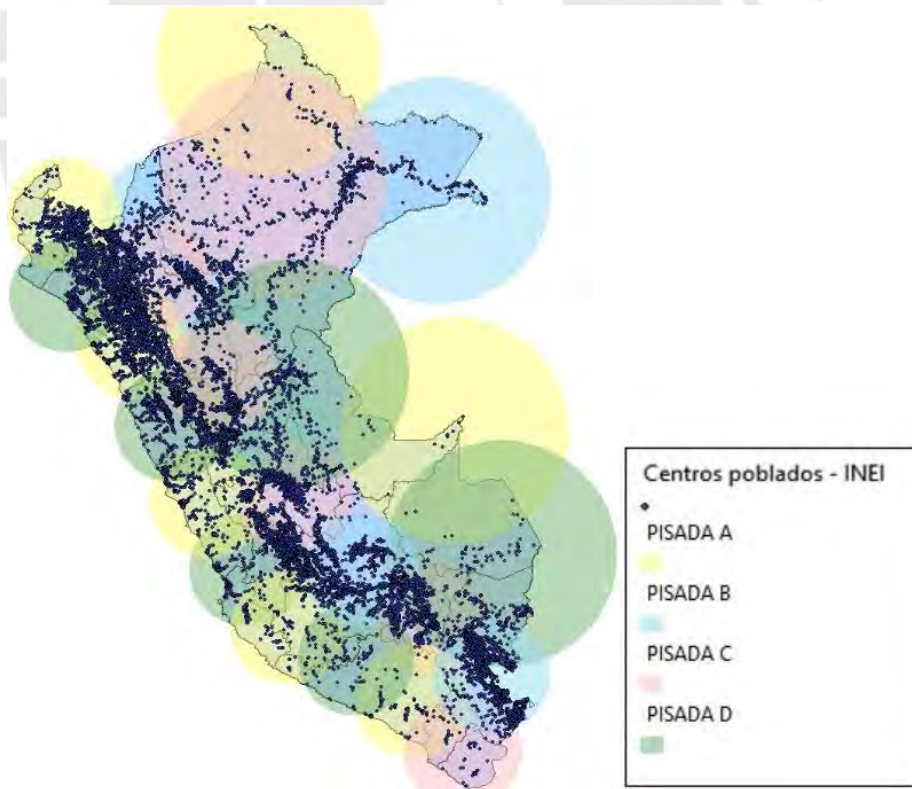 Centros poblados - INEI
PISADA A
PISADA B
PISADA C
PISADA D